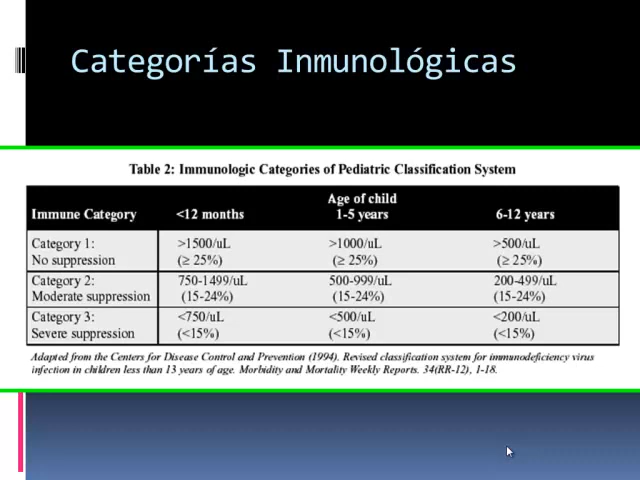 Categorías Inmunológicas
Table 2: Immunologic Categories of Pediatric Classification System
Age of child
Immune Category <12 months 1-5 years 6-12 years
Category 1: >1500/uL >1000/uL >500/uL
No suppression (≥ 25%) (≥ 25%) (≥ 25%)
Category 2: 750-1499/uL 500-999/uL 200-499/uL
Moderate suppression (15-24%) (15-24%) (15-24%)
Category 3: <750/uL <500/uL <200/uL
Severe suppression (<15%) (<15%) (<15%)
Adapted from the Centers for Disease Control and Prevention (1994). Revised classification system for immunodeficiency virus
infection in children less than 13 years of age. Morbidity and Mortality Weekly Reports. 34(RR-12), 1-18.